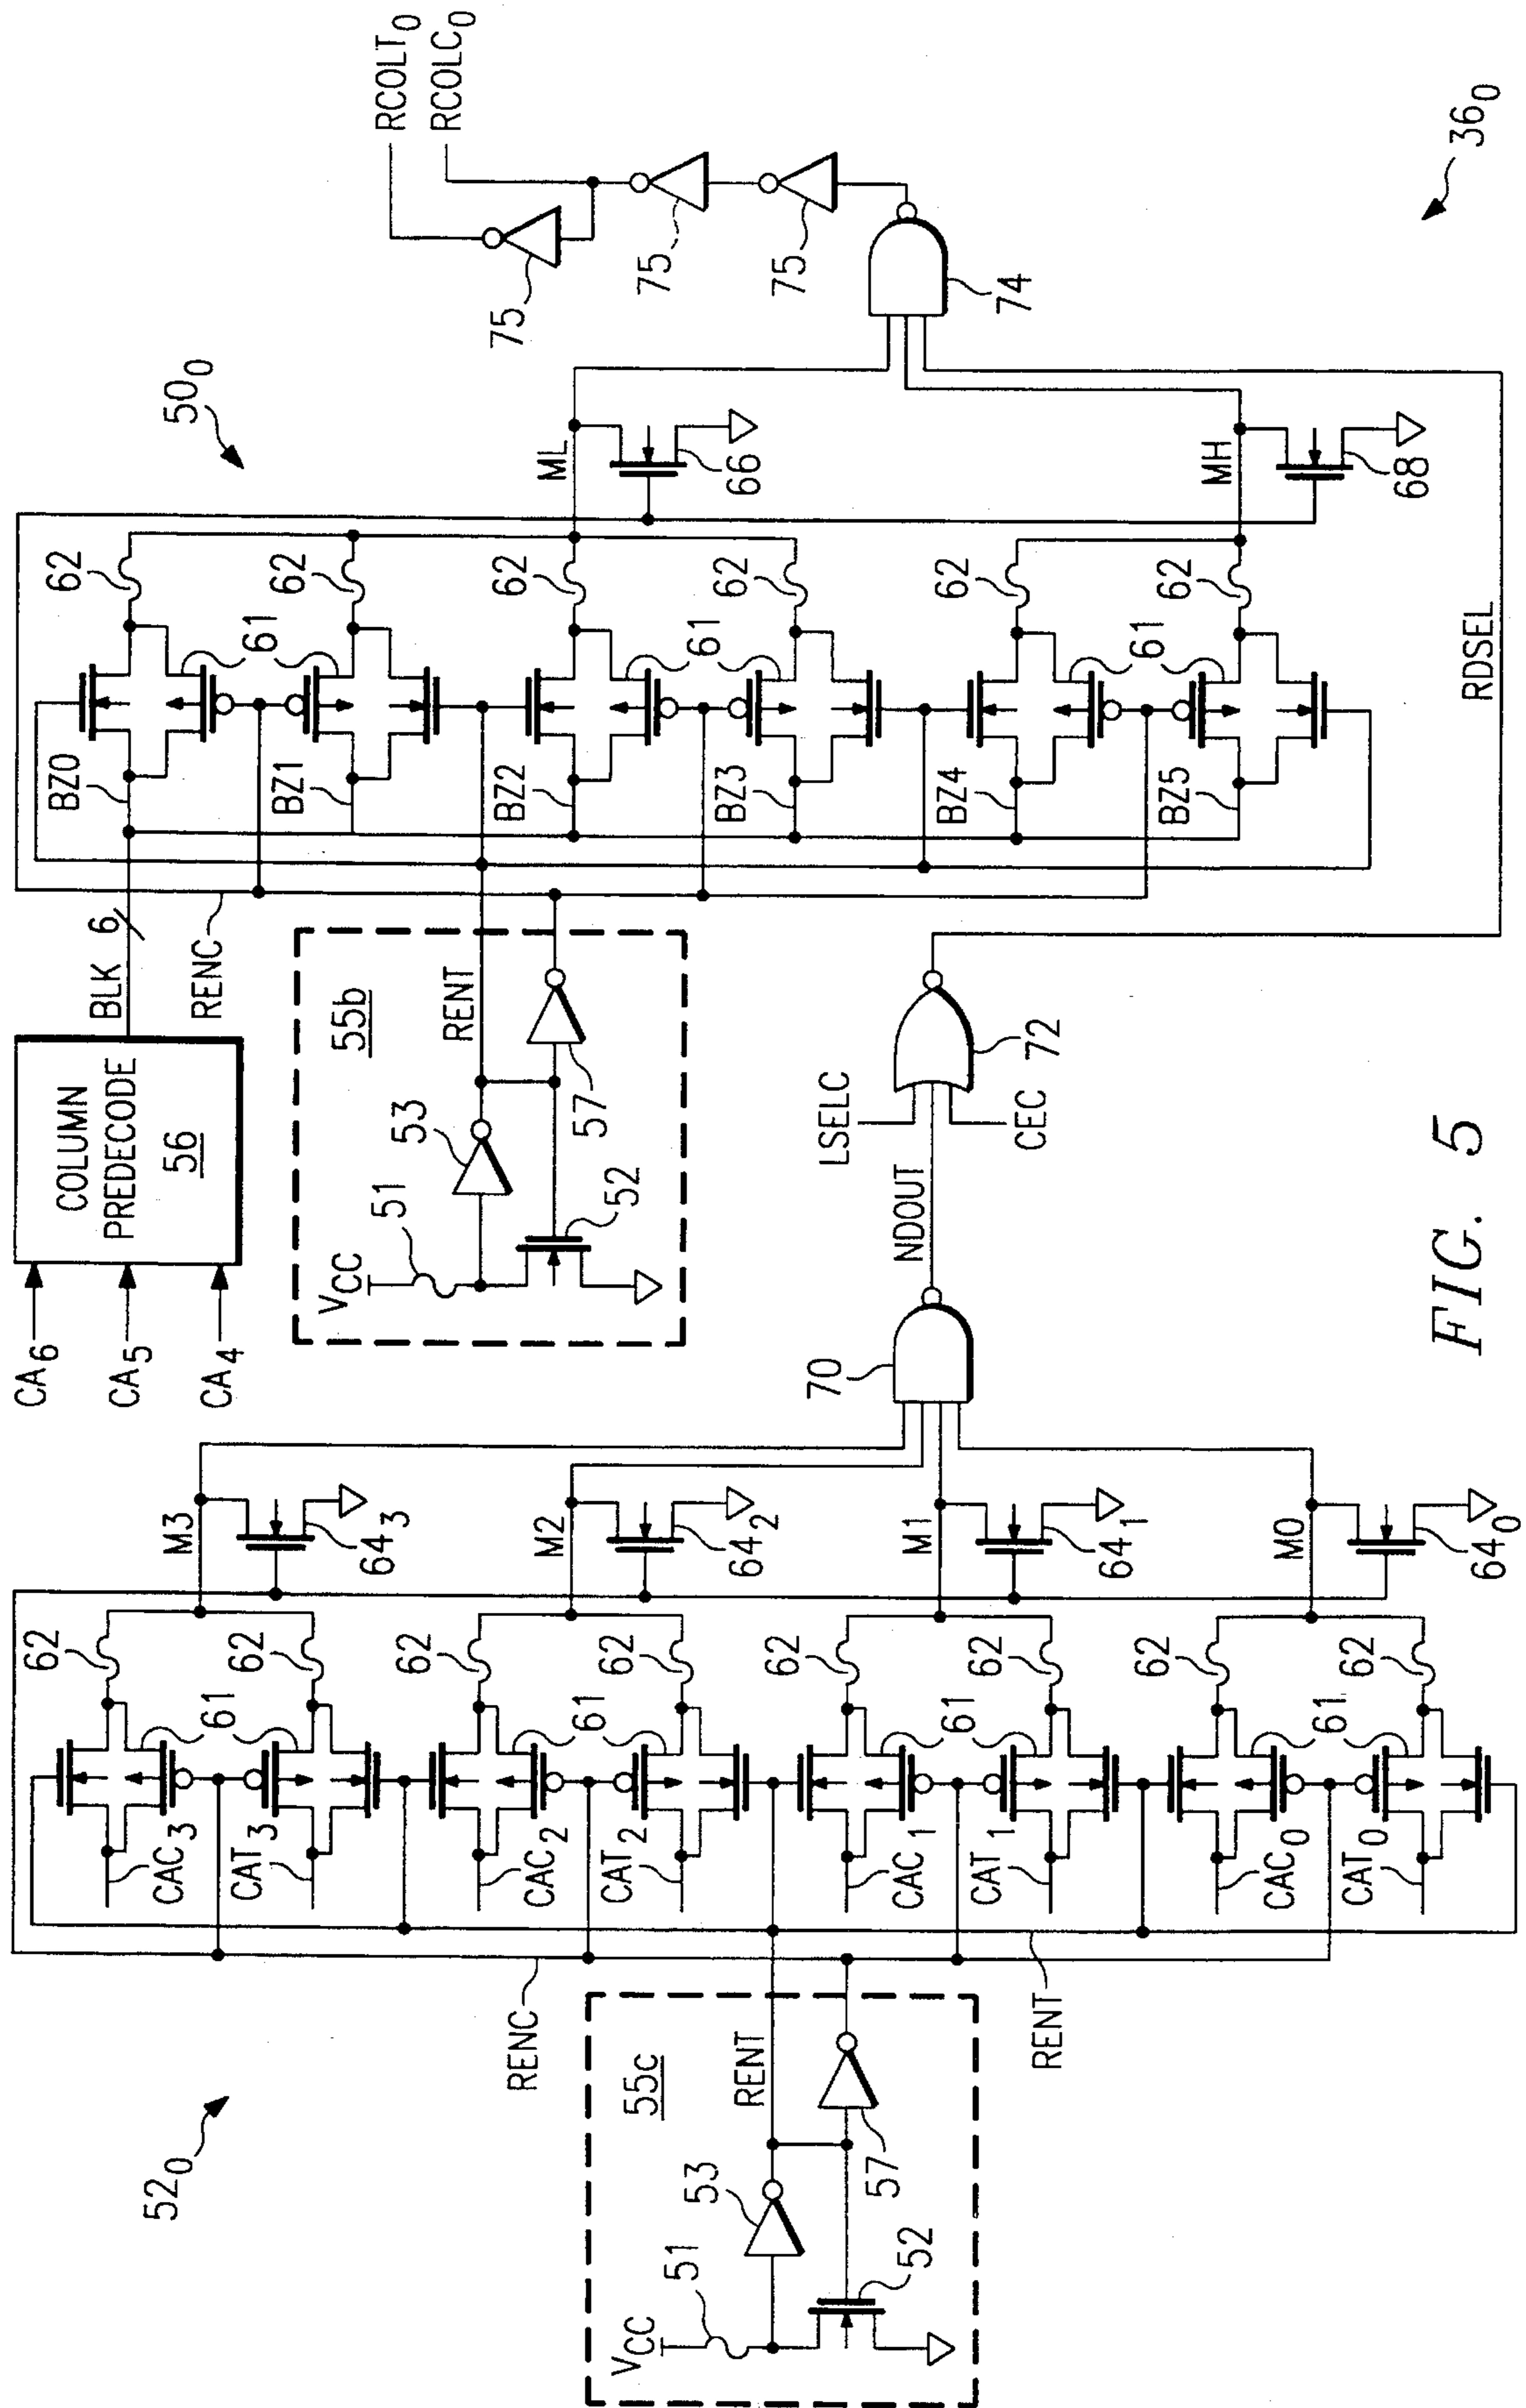 52₀
55c
V_CC
51
53
52
57
RENT
RENC
RENT
CAC₃
CAT₃
CAC₂
CAT₂
CAC₁
CAT₁
CAC₀
CAT₀
61
61
61
61
62
62
62
62
62
62
62
62
M3
64₃
M2
64₂
M1
64₁
M0
64₀
70
NDOUT
LSELC
CEC
72
CA₆
CA₅
CA₄
COLUMN
PREDECODE
56
BLK
6
RENC
55b
V_CC
51
53
52
57
RENT
BZ0
BZ1
BZ2
BZ3
BZ4
BZ5
61
61
61
62
62
62
62
62
62
50₀
ML
66
MH
68
RDSEL
74
75
75
75
RCOLT₀
RCOLC₀
36₀
FIG. 5